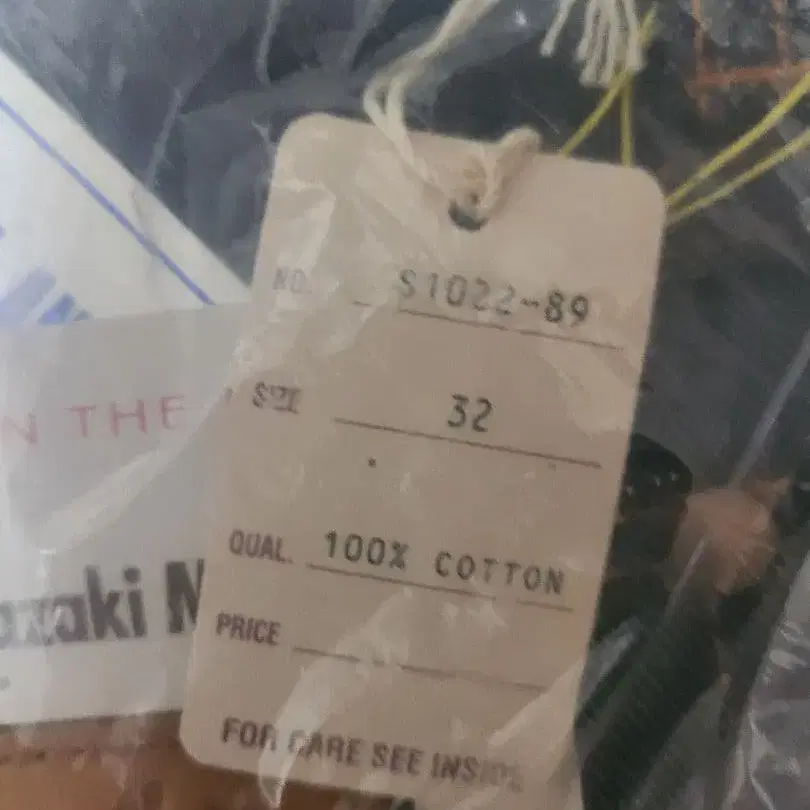 NO. S1022-89
SIZE 32
QUAL. 100% COTTON
PRICE
FOR CARE SEE INSIDE
N THE
zaki N